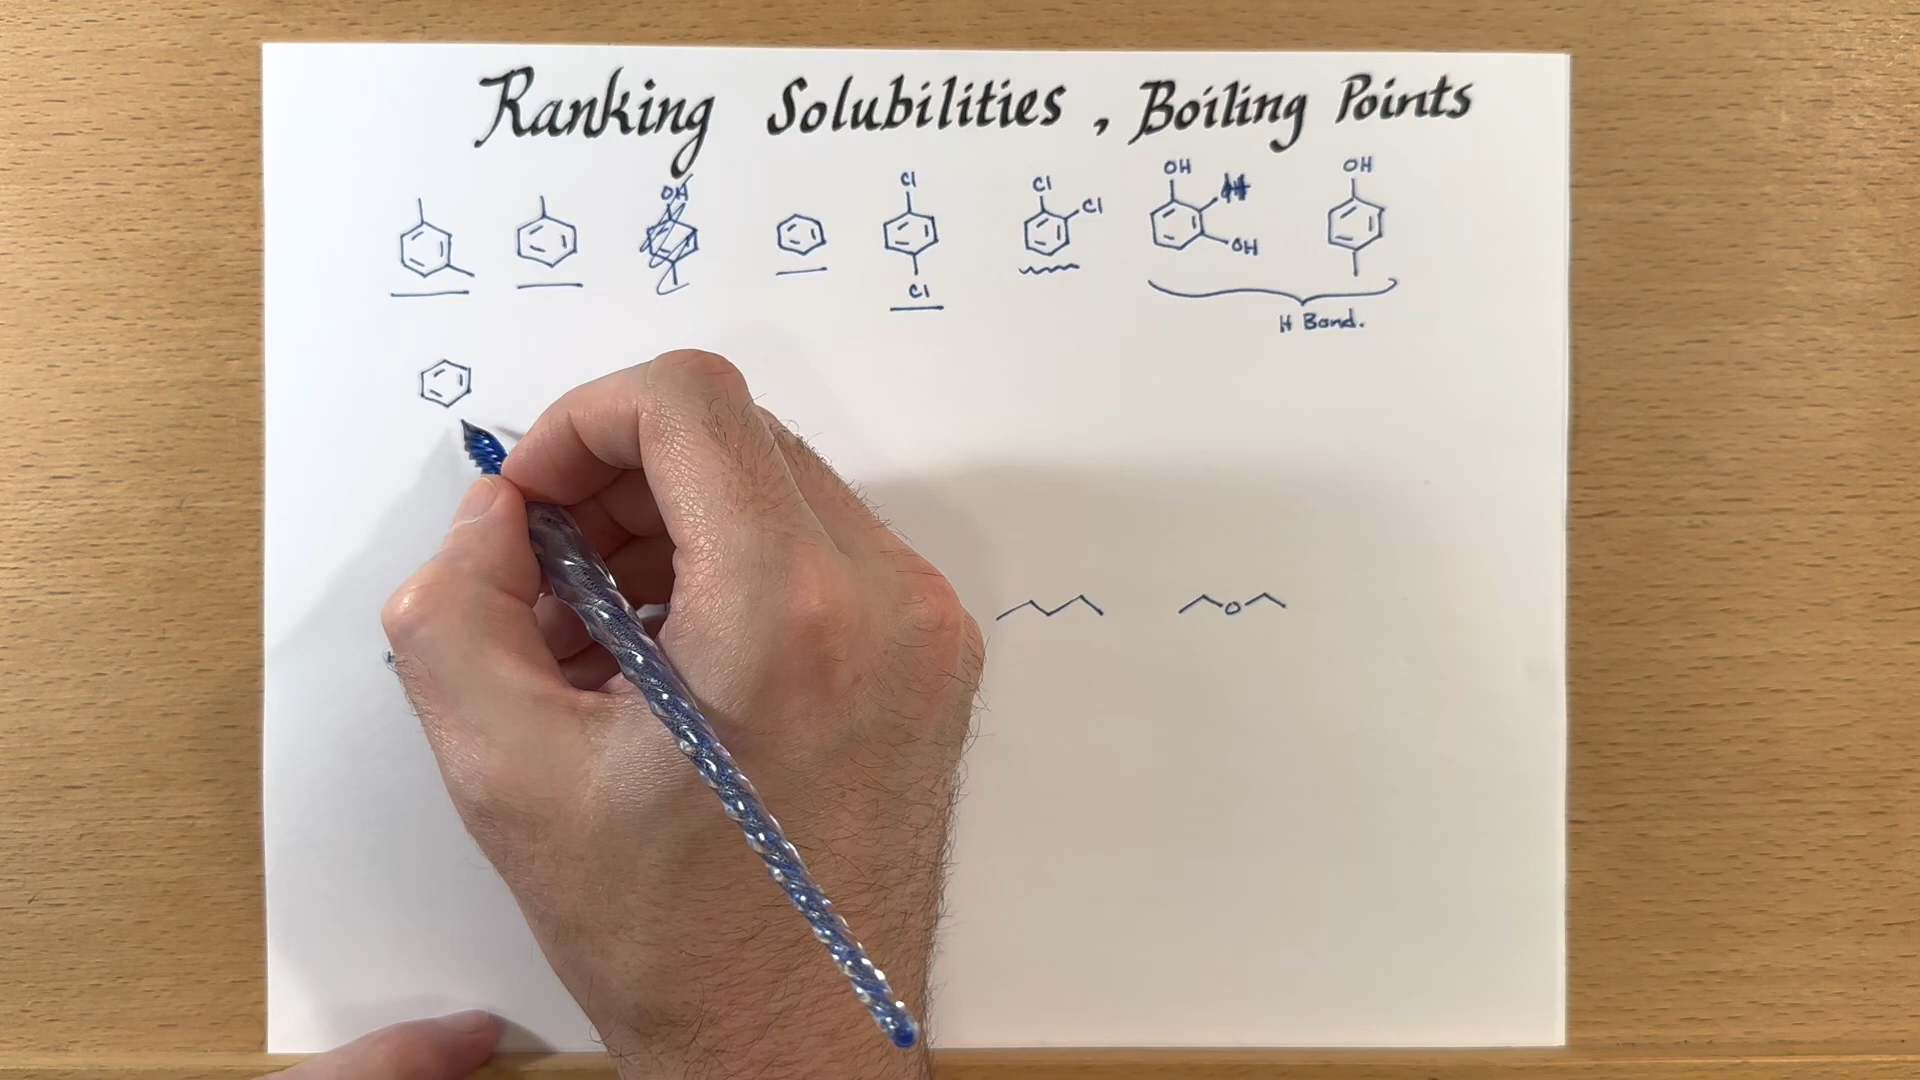 Ranking Solubilities, Boiling Points
OH Cl Cl Cl OH OH
Cl OH
H Bond.
O